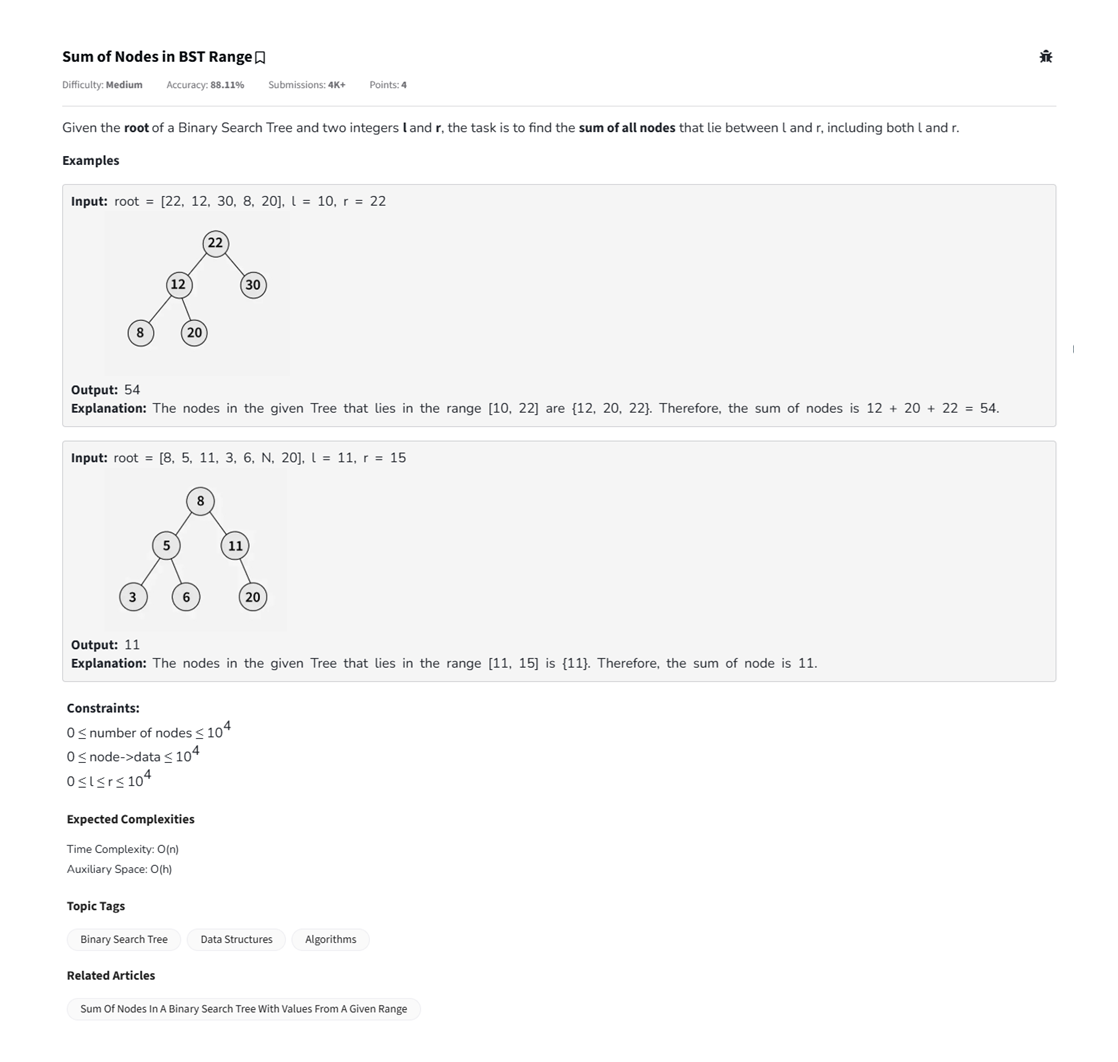 Sum of Nodes in BST Range
Difficulty: Medium Accuracy: 88.11% Submissions: 4K+ Points: 4
Given the root of a Binary Search Tree and two integers l and r, the task is to find the sum of all nodes that lie between l and r, including both l and r.
Examples
Input: root = [22, 12, 30, 8, 20], l = 10, r = 22
22
12 30
8 20
Output: 54
Explanation: The nodes in the given Tree that lies in the range [10, 22] are {12, 20, 22}. Therefore, the sum of nodes is 12 + 20 + 22 = 54.
Input: root = [8, 5, 11, 3, 6, N, 20], l = 11, r = 15
8
5 11
3 6 20
Output: 11
Explanation: The nodes in the given Tree that lies in the range [11, 15] is {11}. Therefore, the sum of node is 11.
Constraints:
0 ≤ number of nodes ≤ 10^4
0 ≤ node->data ≤ 10^4
0 ≤ l ≤ r ≤ 10^4
Expected Complexities
Time Complexity: O(n)
Auxiliary Space: O(h)
Topic Tags
Binary Search Tree Data Structures Algorithms
Related Articles
Sum Of Nodes In A Binary Search Tree With Values From A Given Range